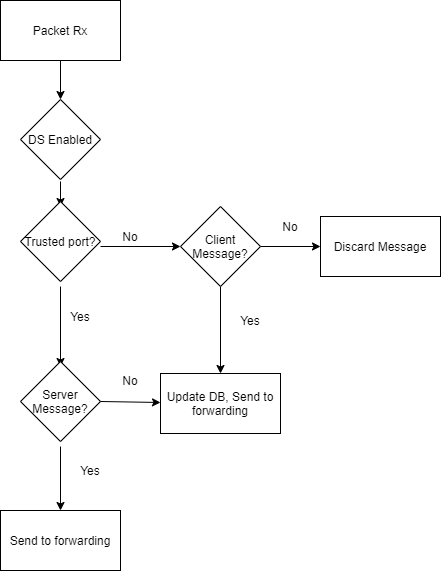 Packet Rx
DS Enabled
Trusted port?
No
Client
Message?
No
Discard Message
Yes
Yes
Server
Message?
No
Update DB, Send to
forwarding
Yes
Send to forwarding